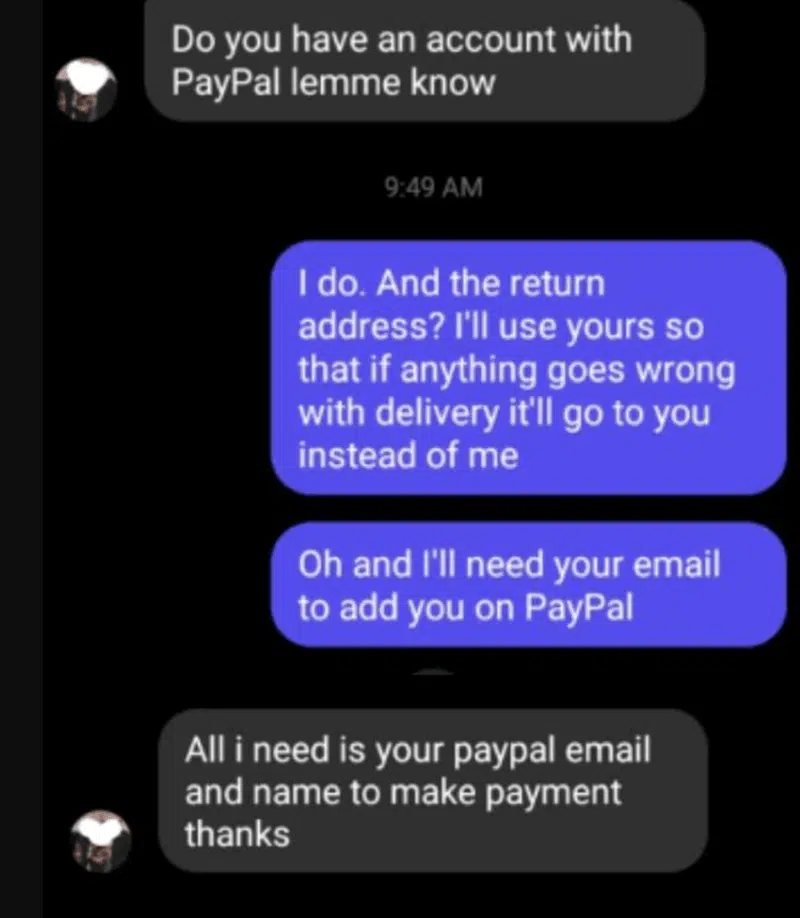 Do you have an account with
PayPal lemme know
9:49 AM
I do. And the return
address? I'll use yours so
that if anything goes wrong
with delivery it'll go to you
instead of me
Oh and I'll need your email
to add you on PayPal
All i need is your paypal email
and name to make payment
thanks